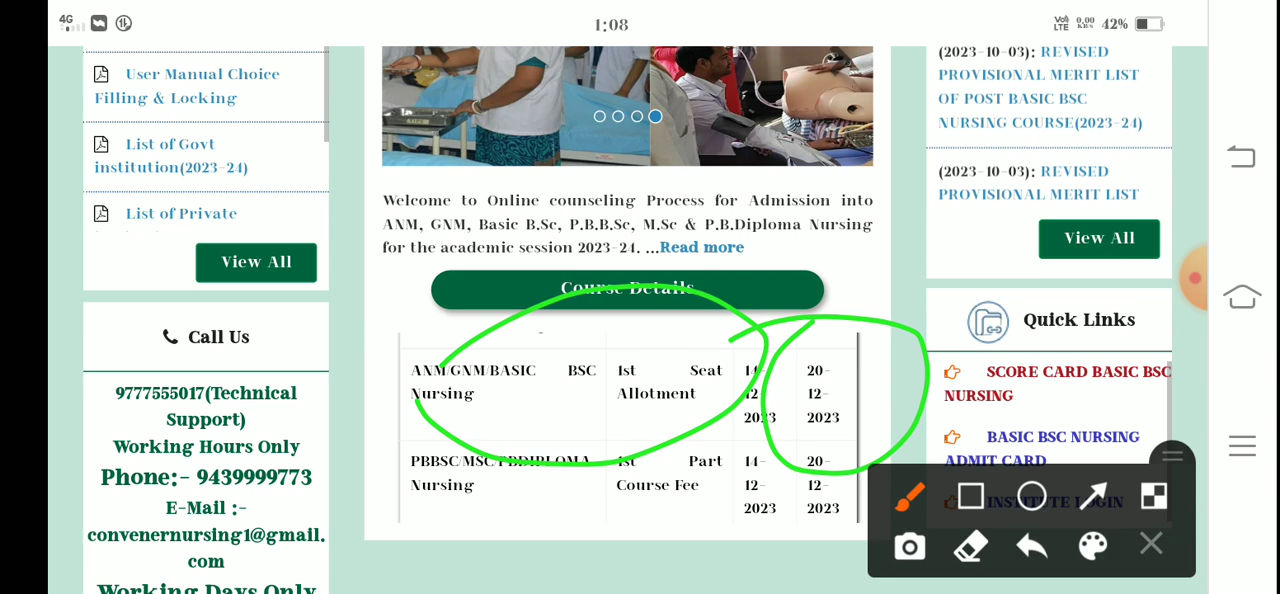 4G
1:08
Vo)
LTE
0.00
KB/S
42%
User Manual Choice
Filling & Locking
List of Govt
institution(2023-24)
List of Private
View All
Call Us
9777555017(Technical
Support)
Working Hours Only
Phone:- 9439999773
E-Mail :-
convenernursing1@gmail.
com
Working Days Only
Welcome to Online counseling Process for Admission into
ANM, GNM, Basic B.Sc, P.B.B.Sc, M.Sc & P.B.Diploma Nursing
for the academic session 2023-24. ...Read more
Course Details
ANM/GNM/BASIC BSC
Nursing
1st Seat
Allotment
14-
12-
2023
20-
12-
2023
PBBSC/MSC/PBDIPLOMA
Nursing
1st Part
Course Fee
14-
12-
2023
20-
12-
2023
(2023-10-03): REVISED
PROVISIONAL MERIT LIST
OF POST BASIC BSC
NURSING COURSE(2023-24)
(2023-10-03): REVISED
PROVISIONAL MERIT LIST
View All
Quick Links
SCORE CARD BASIC BSC
NURSING
BASIC BSC NURSING
ADMIT CARD
INSTITUTE LOGIN